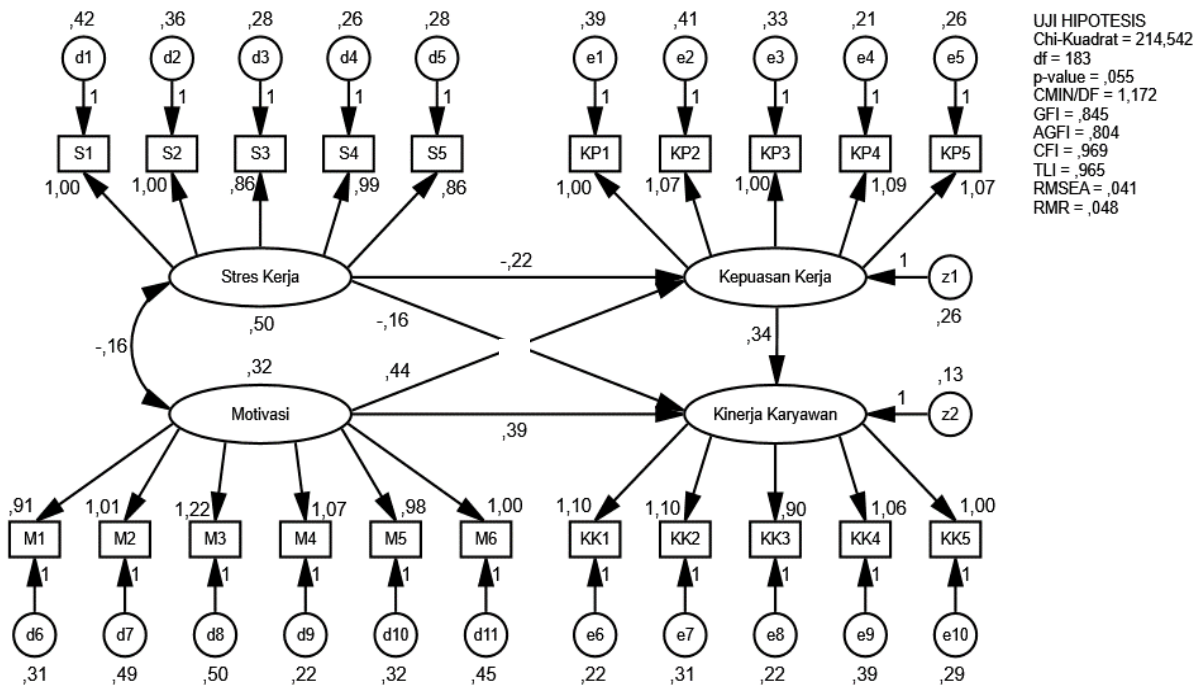 ,42 ,36 ,28 ,26 ,28 ,39 ,41 ,33 ,21 ,26
d1 d2 d3 d4 d5 e1 e2 e3 e4 e5
1 1 1 1 1 1 1 1 1 1
S1 S2 S3 S4 S5 KP1 KP2 KP3 KP4 KP5
1,00 1,00 ,86 ,99 ,86 1,00 1,07 1,00 1,09 1,07
UJI HIPOTESIS
Chi-Kuadrat = 214,542
df = 183
p-value = ,055
CMIN/DF = 1,172
GFI = ,845
AGFI = ,804
CFI = ,969
TLI = ,965
RMSEA = ,041
RMR = ,048
-,22
Stres Kerja Kepuasan Kerja 1 z1
,50 -,16 ,26
-,16 ,34
,32 ,44 ,13
Motivasi Kinerja Karyawan 1 z2
,39
,91 1,01 1,22 1,07 ,98 1,00 1,10 1,10 ,90 1,06 1,00
M1 M2 M3 M4 M5 M6 KK1 KK2 KK3 KK4 KK5
1 1 1 1 1 1 1 1 1 1 1
d6 d7 d8 d9 d10 d11 e6 e7 e8 e9 e10
,31 ,49 ,50 ,22 ,32 ,45 ,22 ,31 ,22 ,39 ,29